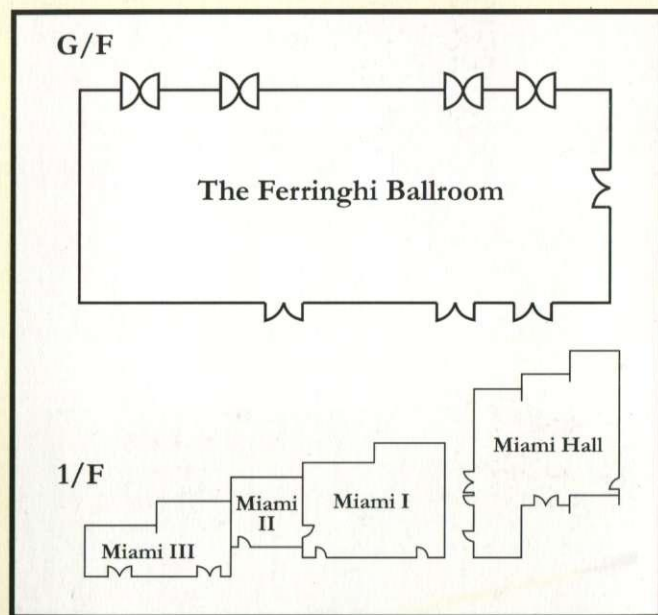 G/F
The Ferringhi Ballroom
Miami Hall
1/F
Miami I
Miami
II
Miami III